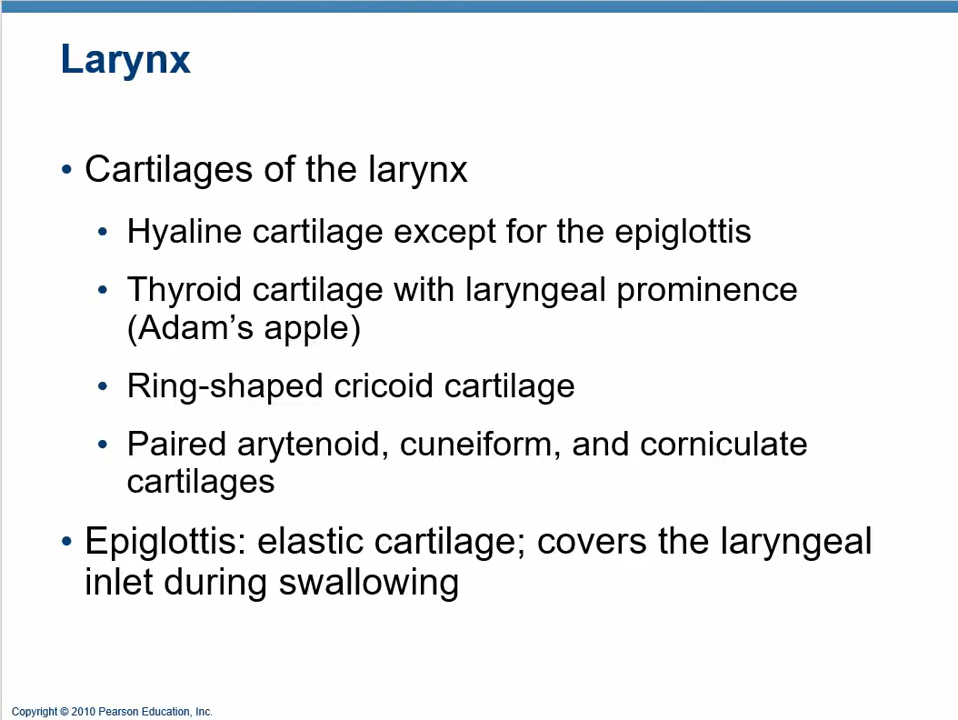 Larynx
• Cartilages of the larynx
• Hyaline cartilage except for the epiglottis
• Thyroid cartilage with laryngeal prominence
(Adam’s apple)
• Ring-shaped cricoid cartilage
• Paired arytenoid, cuneiform, and corniculate
cartilages
• Epiglottis: elastic cartilage; covers the laryngeal
inlet during swallowing
Copyright © 2010 Pearson Education, Inc.